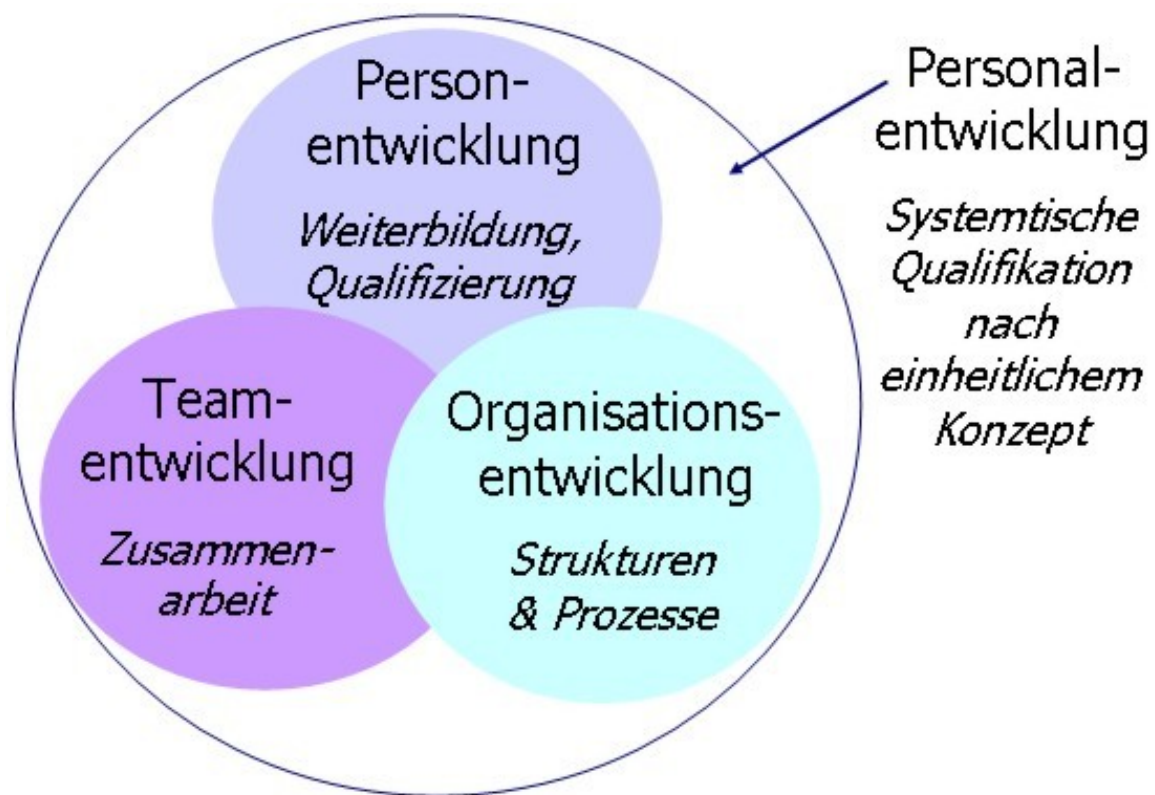 Person-
entwicklung
Weiterbildung,
Qualifizierung
Team-
entwicklung
Zusammen-
arbeit
Organisations-
entwicklung
Strukturen
& Prozesse
Personal-
entwicklung
Systemtische
Qualifikation
nach
einheitlichem
Konzept